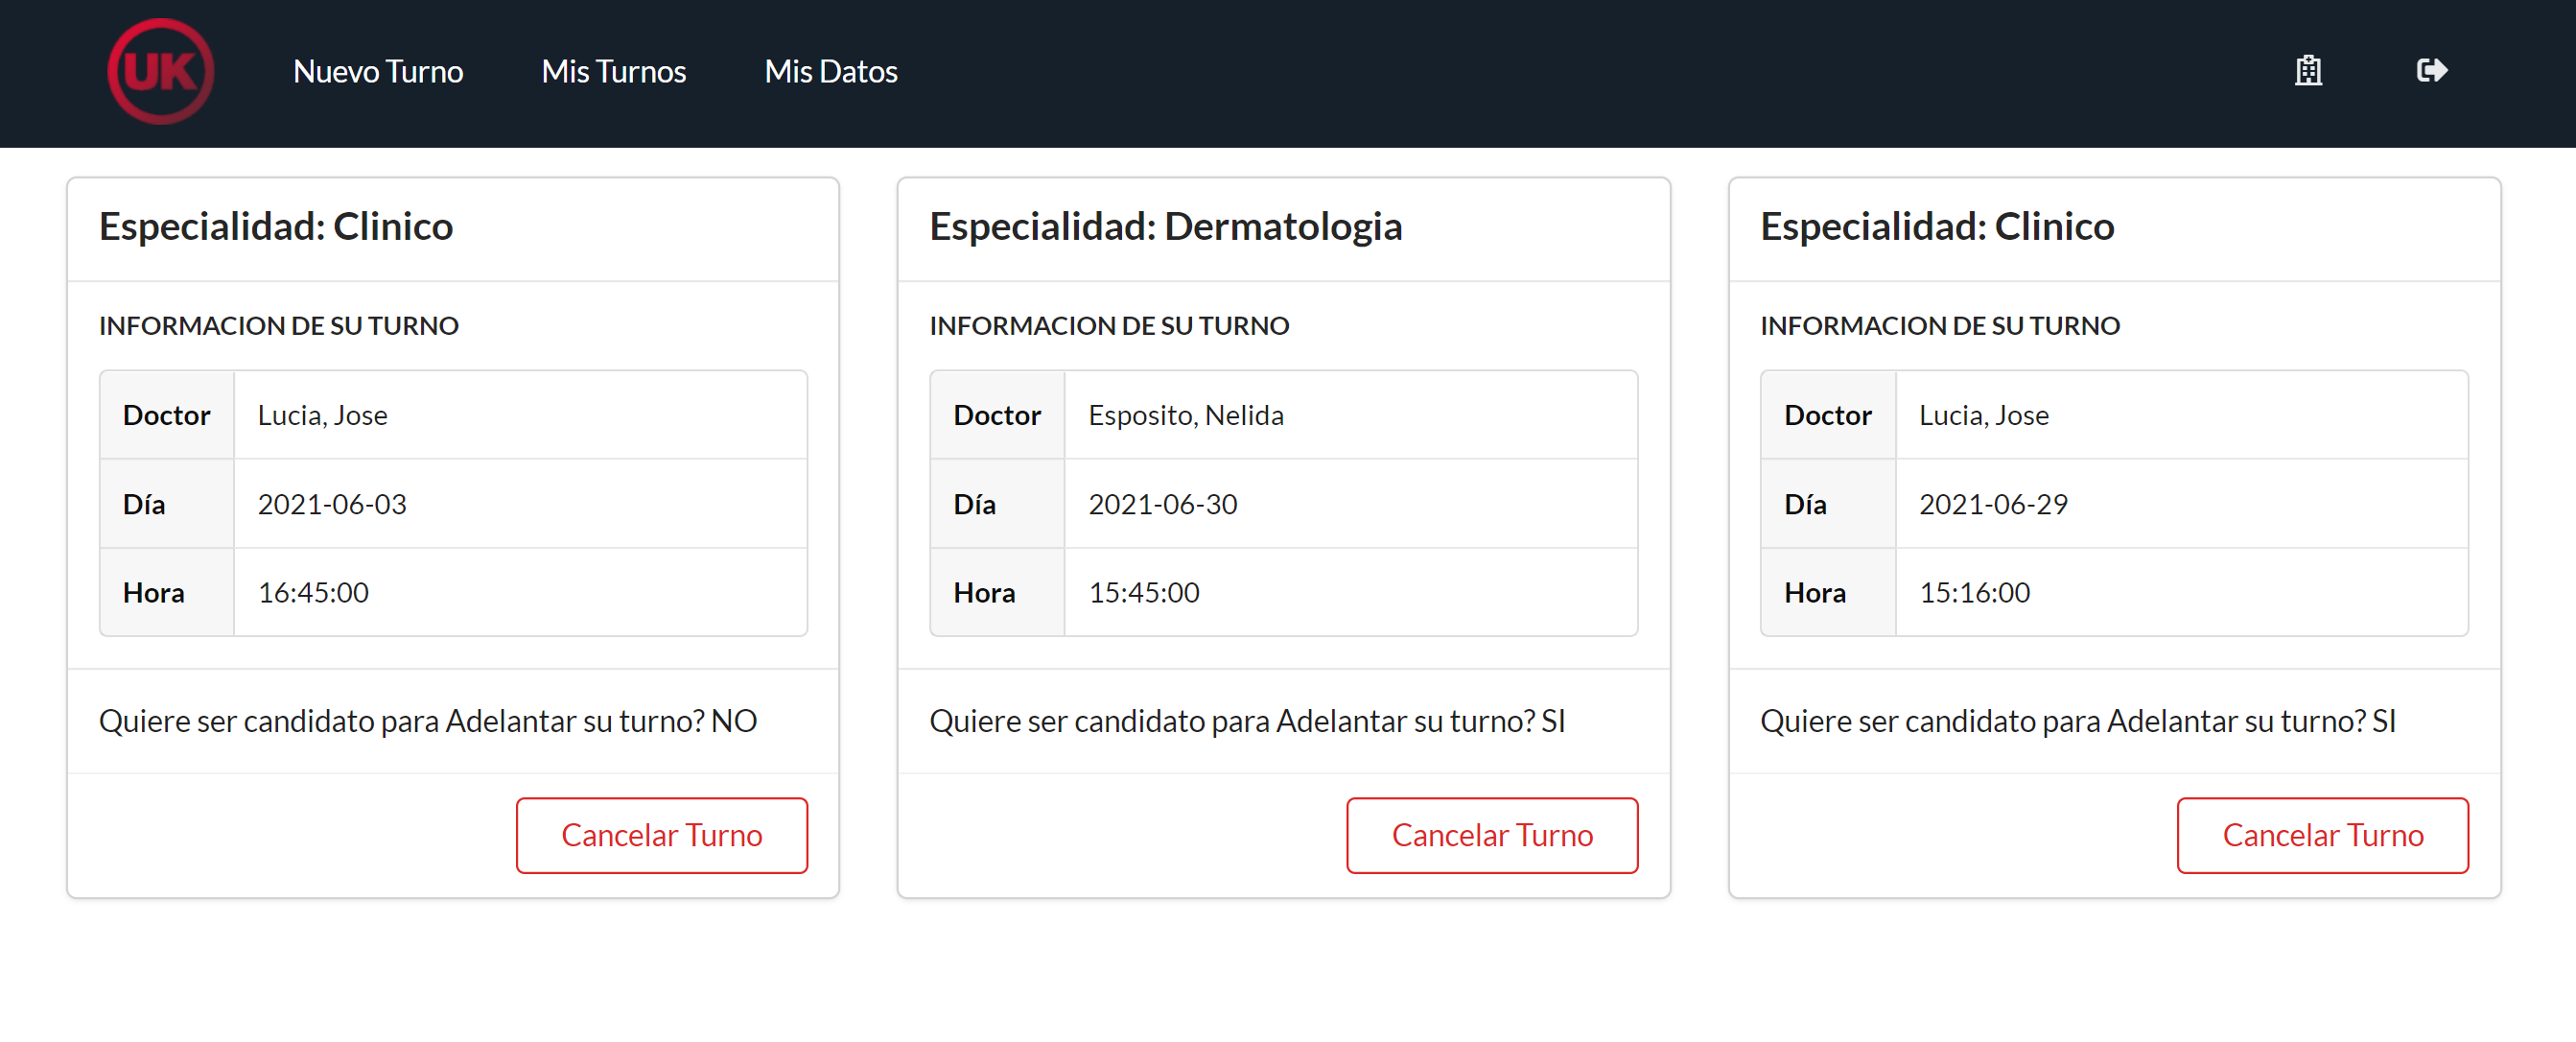 UK
Nuevo Turno Mis Turnos Mis Datos
Especialidad: Clinico
INFORMACION DE SU TURNO
Doctor Lucia, Jose
Día 2021-06-03
Hora 16:45:00
Quiere ser candidato para Adelantar su turno? NO
Cancelar Turno
Especialidad: Dermatologia
INFORMACION DE SU TURNO
Doctor Esposito, Nelida
Día 2021-06-30
Hora 15:45:00
Quiere ser candidato para Adelantar su turno? SI
Cancelar Turno
Especialidad: Clinico
INFORMACION DE SU TURNO
Doctor Lucia, Jose
Día 2021-06-29
Hora 15:16:00
Quiere ser candidato para Adelantar su turno? SI
Cancelar Turno